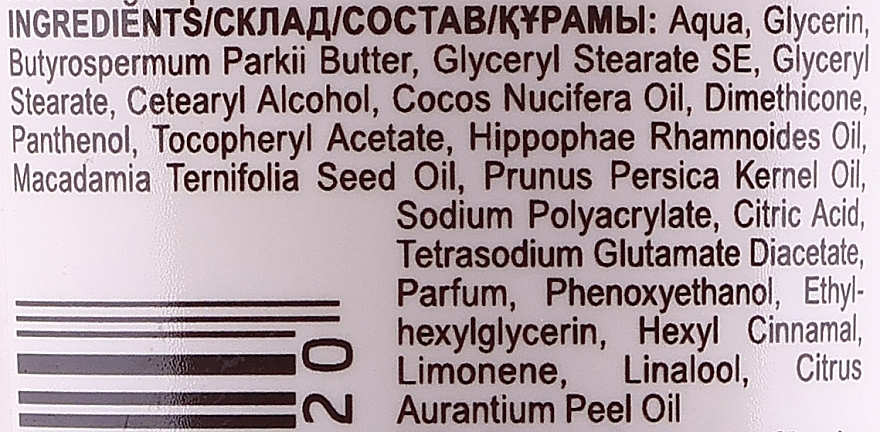 INGREDIENTS/СКЛАД/СОСТАВ/ҚҰРАМЫ: Aqua, Glycerin,
Butyrospermum Parkii Butter, Glyceryl Stearate SE, Glyceryl
Stearate, Cetearyl Alcohol, Cocos Nucifera Oil, Dimethicone,
Panthenol, Tocopheryl Acetate, Hippophae Rhamnoides Oil,
Macadamia Ternifolia Seed Oil, Prunus Persica Kernel Oil,
Sodium Polyacrylate, Citric Acid,
Tetrasodium Glutamate Diacetate,
Parfum, Phenoxyethanol, Ethyl-
hexylglycerin, Hexyl Cinnamal,
Limonene, Linalool, Citrus
Aurantium Peel Oil
20